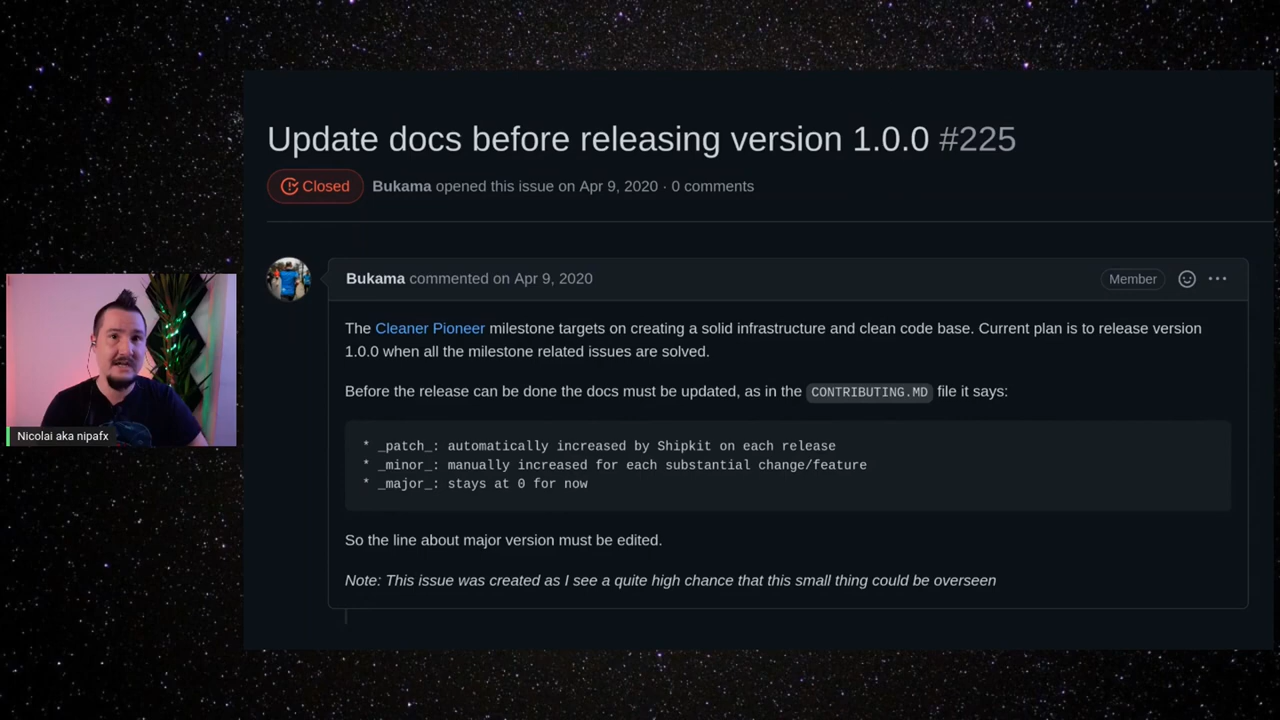 Update docs before releasing version 1.0.0 #225
Closed
Bukama opened this issue on Apr 9, 2020 · 0 comments
Bukama commented on Apr 9, 2020
Member
The Cleaner Pioneer milestone targets on creating a solid infrastructure and clean code base. Current plan is to release version
1.0.0 when all the milestone related issues are solved.
Before the release can be done the docs must be updated, as in the CONTRIBUTING.MD file it says:
* _patch_: automatically increased by Shipkit on each release
* _minor_: manually increased for each substantial change/feature
* _major_: stays at 0 for now
So the line about major version must be edited.
Note: This issue was created as I see a quite high chance that this small thing could be overseen
Nicolai aka nipafx